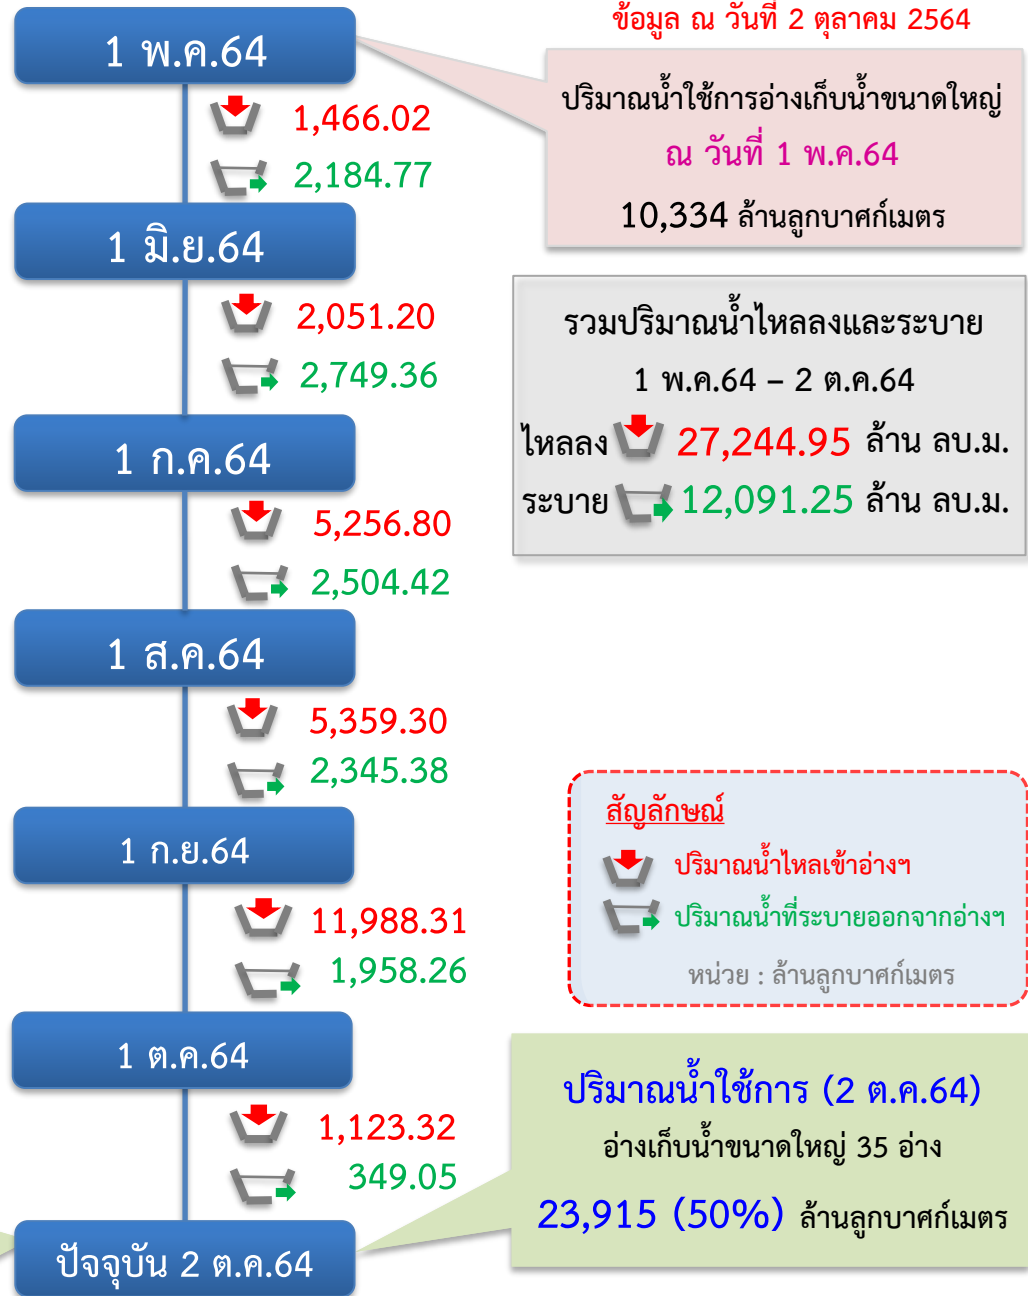 ข้อมูล ณ วันที่ 2 ตุลาคม 2564
1 พ.ค.64
ปริมาณน้ำใช้การอ่างเก็บน้ำขนาดใหญ่
ณ วันที่ 1 พ.ค.64
10,334 ล้านลูกบาศก์เมตร
1,466.02
2,184.77
1 มิ.ย.64
2,051.20
2,749.36
รวมปริมาณน้ำไหลลงและระบาย
1 พ.ค.64 – 2 ต.ค.64
ไหลลง 27,244.95 ล้าน ลบ.ม.
ระบาย 12,091.25 ล้าน ลบ.ม.
1 ก.ค.64
5,256.80
2,504.42
1 ส.ค.64
5,359.30
2,345.38
1 ก.ย.64
11,988.31
1,958.26
สัญลักษณ์
ปริมาณน้ำไหลเข้าอ่างฯ
ปริมาณน้ำที่ระบายออกจากอ่างฯ
หน่วย : ล้านลูกบาศก์เมตร
1 ต.ค.64
1,123.32
349.05
ปัจจุบัน 2 ต.ค.64
ปริมาณน้ำใช้การ (2 ต.ค.64)
อ่างเก็บน้ำขนาดใหญ่ 35 อ่าง
23,915 (50%) ล้านลูกบาศก์เมตร